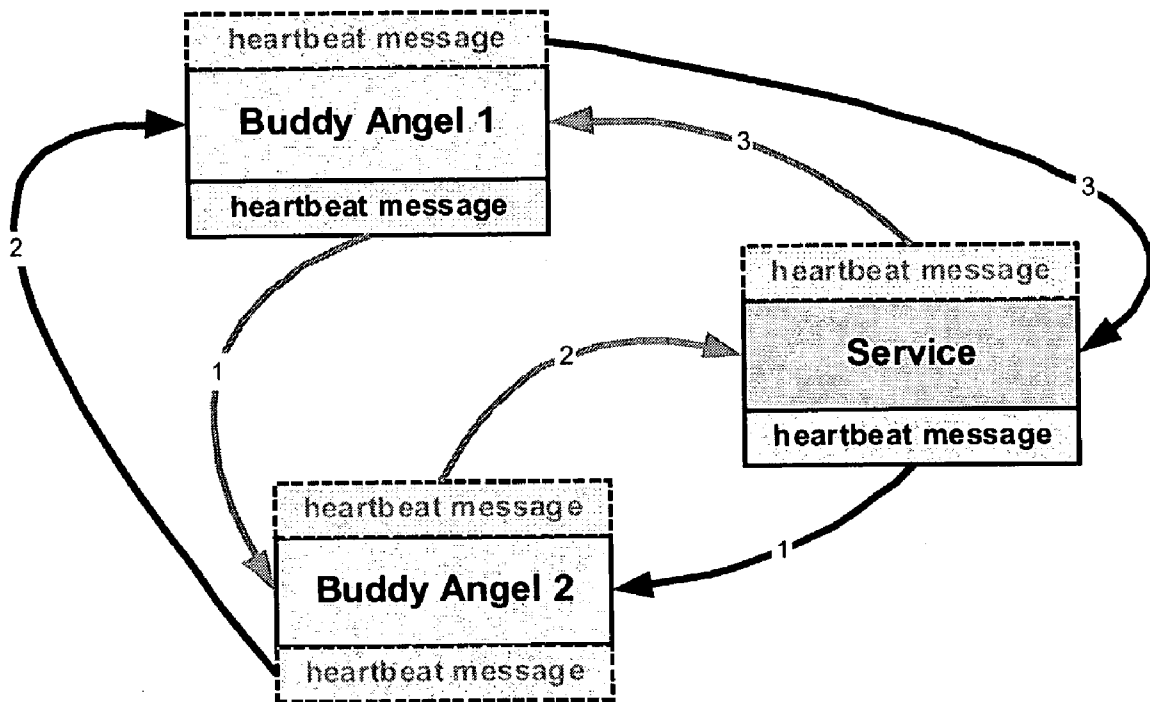 heartbeat message
Buddy Angel 1
heartbeat message
3
3
2
heartbeat message
Service
heartbeat message
1
2
1
heartbeat message
Buddy Angel 2
heartbeat message